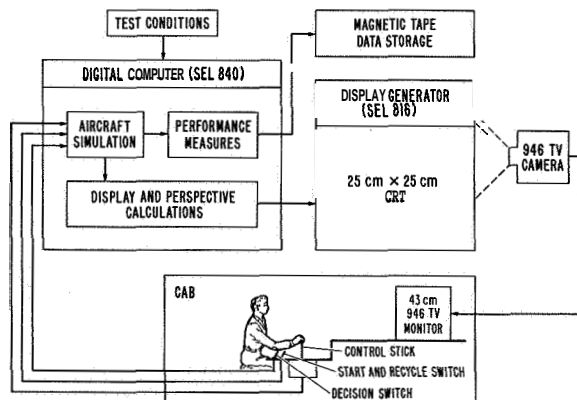 TEST CONDITIONS
MAGNETIC TAPE
DATA STORAGE
DIGITAL COMPUTER (SEL 840)
AIRCRAFT
SIMULATION
PERFORMANCE
MEASURES
DISPLAY AND PERSPECTIVE
CALCULATIONS
DISPLAY GENERATOR
(SEL 816)
25 cm × 25 cm
CRT
946 TV
CAMERA
CAB
43 cm
946 TV
MONITOR
CONTROL STICK
START AND RECYCLE SWITCH
DECISION SWITCH